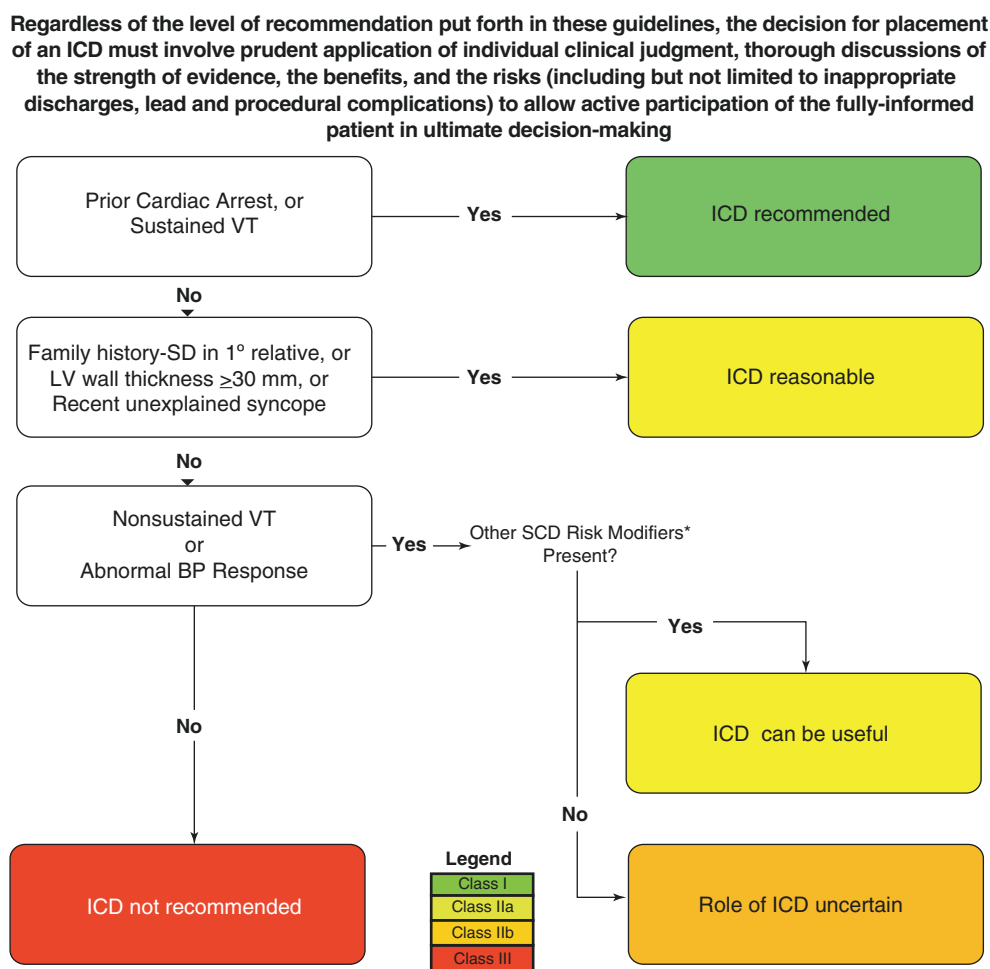 Regardless of the level of recommendation put forth in these guidelines, the decision for placement
of an ICD must involve prudent application of individual clinical judgment, thorough discussions of
the strength of evidence, the benefits, and the risks (including but not limited to inappropriate
discharges, lead and procedural complications) to allow active participation of the fully-informed
patient in ultimate decision-making
Prior Cardiac Arrest, or
Sustained VT
Yes
ICD recommended
No
Family history-SD in 1º relative, or
LV wall thickness ≥30 mm, or
Recent unexplained syncope
Yes
ICD reasonable
No
Nonsustained VT
or
Abnormal BP Response
Yes
Other SCD Risk Modifiers*
Present?
Yes
ICD can be useful
No
No
Role of ICD uncertain
ICD not recommended
Legend
Class I
Class IIa
Class IIb
Class III